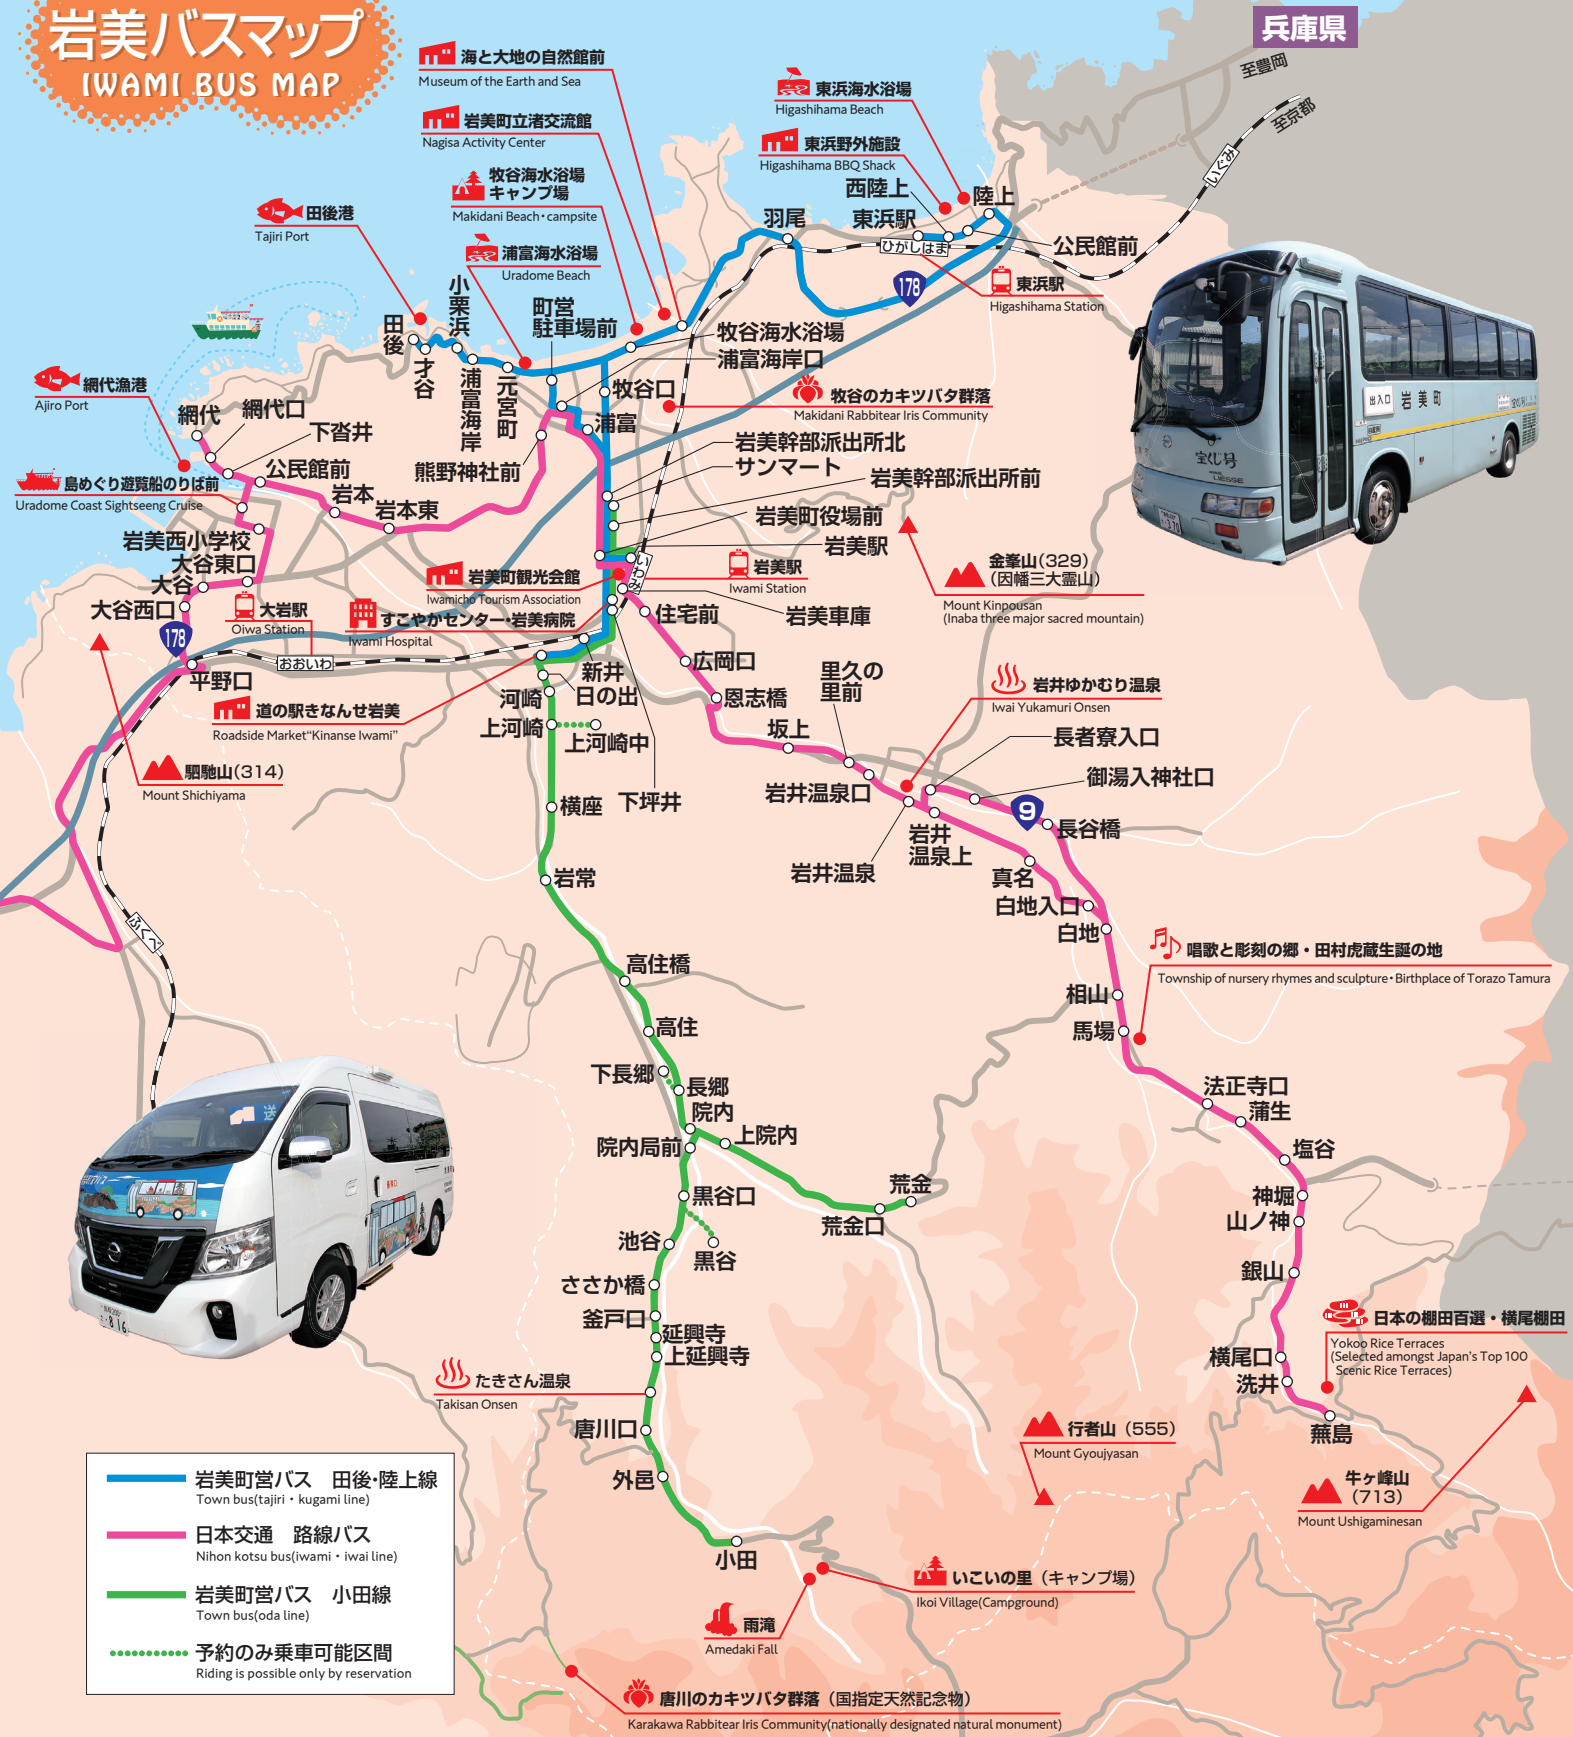 岩美バスマップ
IWAMI BUS MAP
兵庫県
至豊岡
至京都
いぐみ
海と大地の自然館前
Museum of the Earth and Sea
岩美町立渚交流館
Nagisa Activity Center
牧谷海水浴場
キャンプ場
Makidani Beach・campsite
浦富海水浴場
Uradome Beach
田後港
Tajiri Port
東浜海水浴場
Higashihama Beach
東浜野外施設
Higashihama BBQ Shack
西陸上
陸上
羽尾
東浜駅
ひがしはま
公民館前
178
東浜駅
Higashihama Station
田後
才谷
小栗浜
浦富海岸
元宮町
町営
駐車場前
牧谷海水浴場
浦富海岸口
牧谷口
浦富
熊野神社前
牧谷のカキツバタ群落
Makidani Rabbitear Iris Community
網代漁港
Ajiro Port
網代
網代口
下沓井
公民館前
岩本
岩本東
島めぐり遊覧船のりば前
Uradome Coast Sightseeng Cruise
岩美西小学校
大谷東口
大谷
大谷西口
178
平野口
大岩駅
Oiwa Station
おおいわ
岩美幹部派出所北
サンマート
岩美幹部派出所前
岩美町役場前
岩美駅
いわみ
岩美駅
Iwami Station
岩美町観光会館
Iwamicho Tourism Association
すこやかセンター・岩美病院
Iwami Hospital
岩美車庫
住宅前
広岡口
恩志橋
坂上
里久の
里前
岩井温泉口
金峯山(329)
(因幡三大霊山)
Mount Kinpousan
(Inaba three major sacred mountain)
岩井ゆかむり温泉
Iwai Yukamuri Onsen
長者寮入口
御湯入神社口
9
長谷橋
岩井
温泉上
岩井温泉
真名
白地入口
白地
相山
馬場
唱歌と彫刻の郷・田村虎蔵生誕の地
Township of nursery rhymes and sculpture・Birthplace of Torazo Tamura
法正寺口
蒲生
塩谷
神堀
山ノ神
銀山
横尾口
洗井
蕪島
日本の棚田百選・横尾棚田
Yokoo Rice Terraces
(Selected amongst Japan's Top 100
Scenic Rice Terraces)
新井
日の出
河崎
上河崎
上河崎中
下坪井
道の駅きなんせ岩美
Roadside Market“Kinanse Iwami”
駟馳山(314)
Mount Shichiyama
ふくべ
横座
岩常
高住橋
高住
下長郷
長郷
院内
上院内
院内局前
荒金
荒金口
黒谷口
黒谷
池谷
ささか橋
釜戸口
延興寺
上延興寺
たきさん温泉
Takisan Onsen
唐川口
外邑
小田
行者山（555）
Mount Gyoujyasan
牛ヶ峰山
（713）
Mount Ushigaminesan
いこいの里（キャンプ場）
Ikoi Village(Campground)
雨滝
Amedaki Fall
唐川のカキツバタ群落（国指定天然記念物）
Karakawa Rabbitear Iris Community(nationally designated natural monument)
岩美町営バス　田後・陸上線
Town bus(tajiri・kugami line)
日本交通　路線バス
Nihon kotsu bus(iwami・iwai line)
岩美町営バス　小田線
Town bus(oda line)
予約のみ乗車可能区間
Riding is possible only by reservation
出入口
岩美町
宝くじ号
LIESSE
3 70
送
816